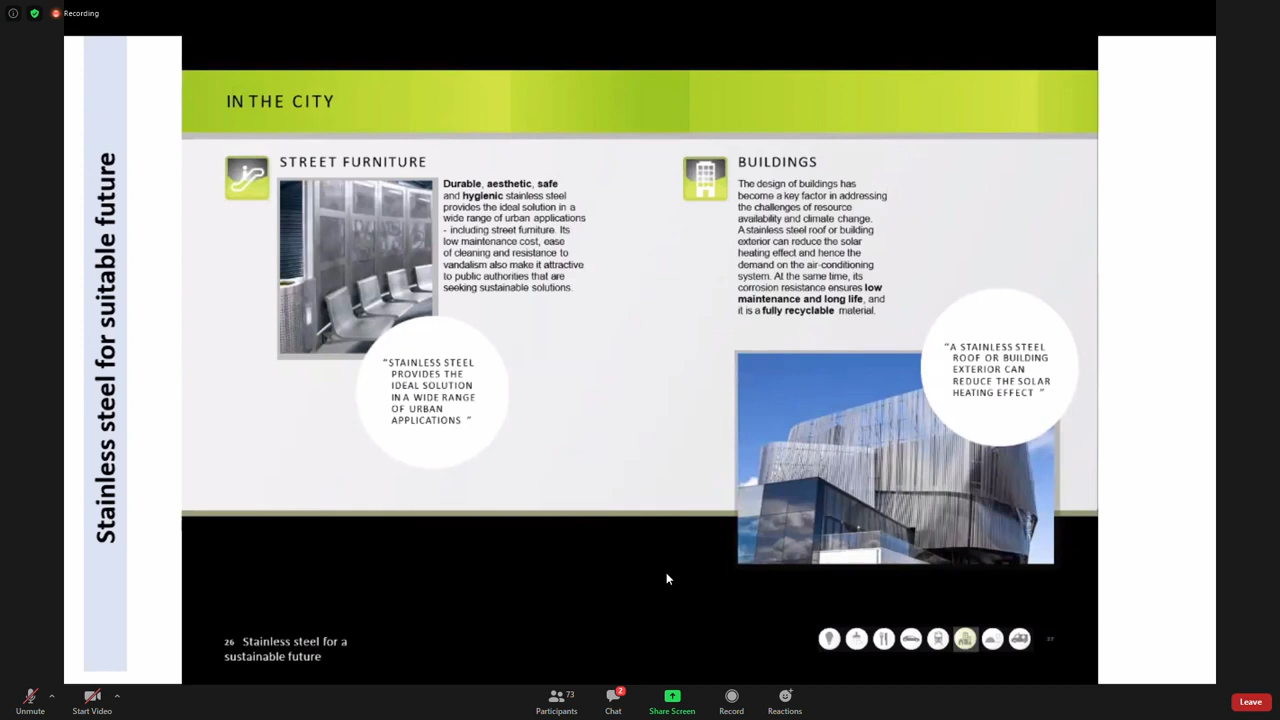 Recording
Stainless steel for suitable future
IN THE CITY
STREET FURNITURE
Durable, aesthetic, safe
and hygienic stainless steel
provides the ideal solution in a
wide range of urban applications
- including street furniture. Its
low maintenance cost, ease
of cleaning and resistance to
vandalism also make it attractive
to public authorities that are
seeking sustainable solutions.
“STAINLESS STEEL
PROVIDES THE
IDEAL SOLUTION
IN A WIDE RANGE
OF URBAN
APPLICATIONS ”
BUILDINGS
The design of buildings has
become a key factor in addressing
the challenges of resource
availability and climate change.
A stainless steel roof or building
exterior can reduce the solar
heating effect and hence the
demand on the air-conditioning
system. At the same time, its
corrosion resistance ensures low
maintenance and long life, and
it is a fully recyclable material.
“A STAINLESS STEEL
ROOF OR BUILDING
EXTERIOR CAN
REDUCE THE SOLAR
HEATING EFFECT ”
26 Stainless steel for a
sustainable future
27
Unmute
Start Video
73
Participants
2
Chat
Share Screen
Record
Reactions
Leave